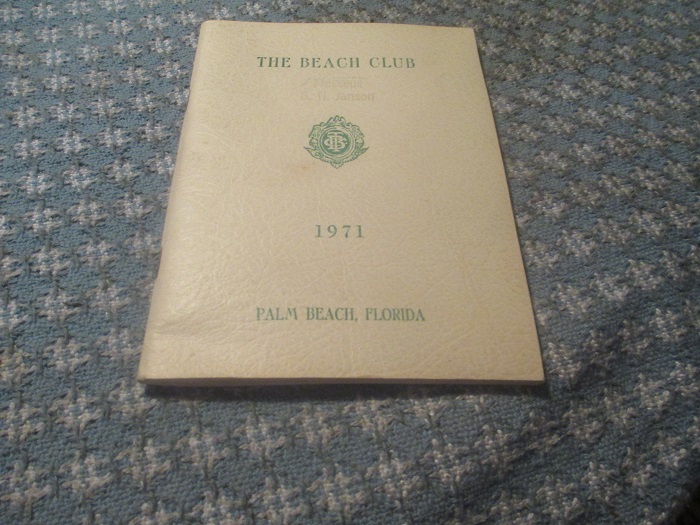 THE BEACH CLUB
1971
PALM BEACH, FLORIDA